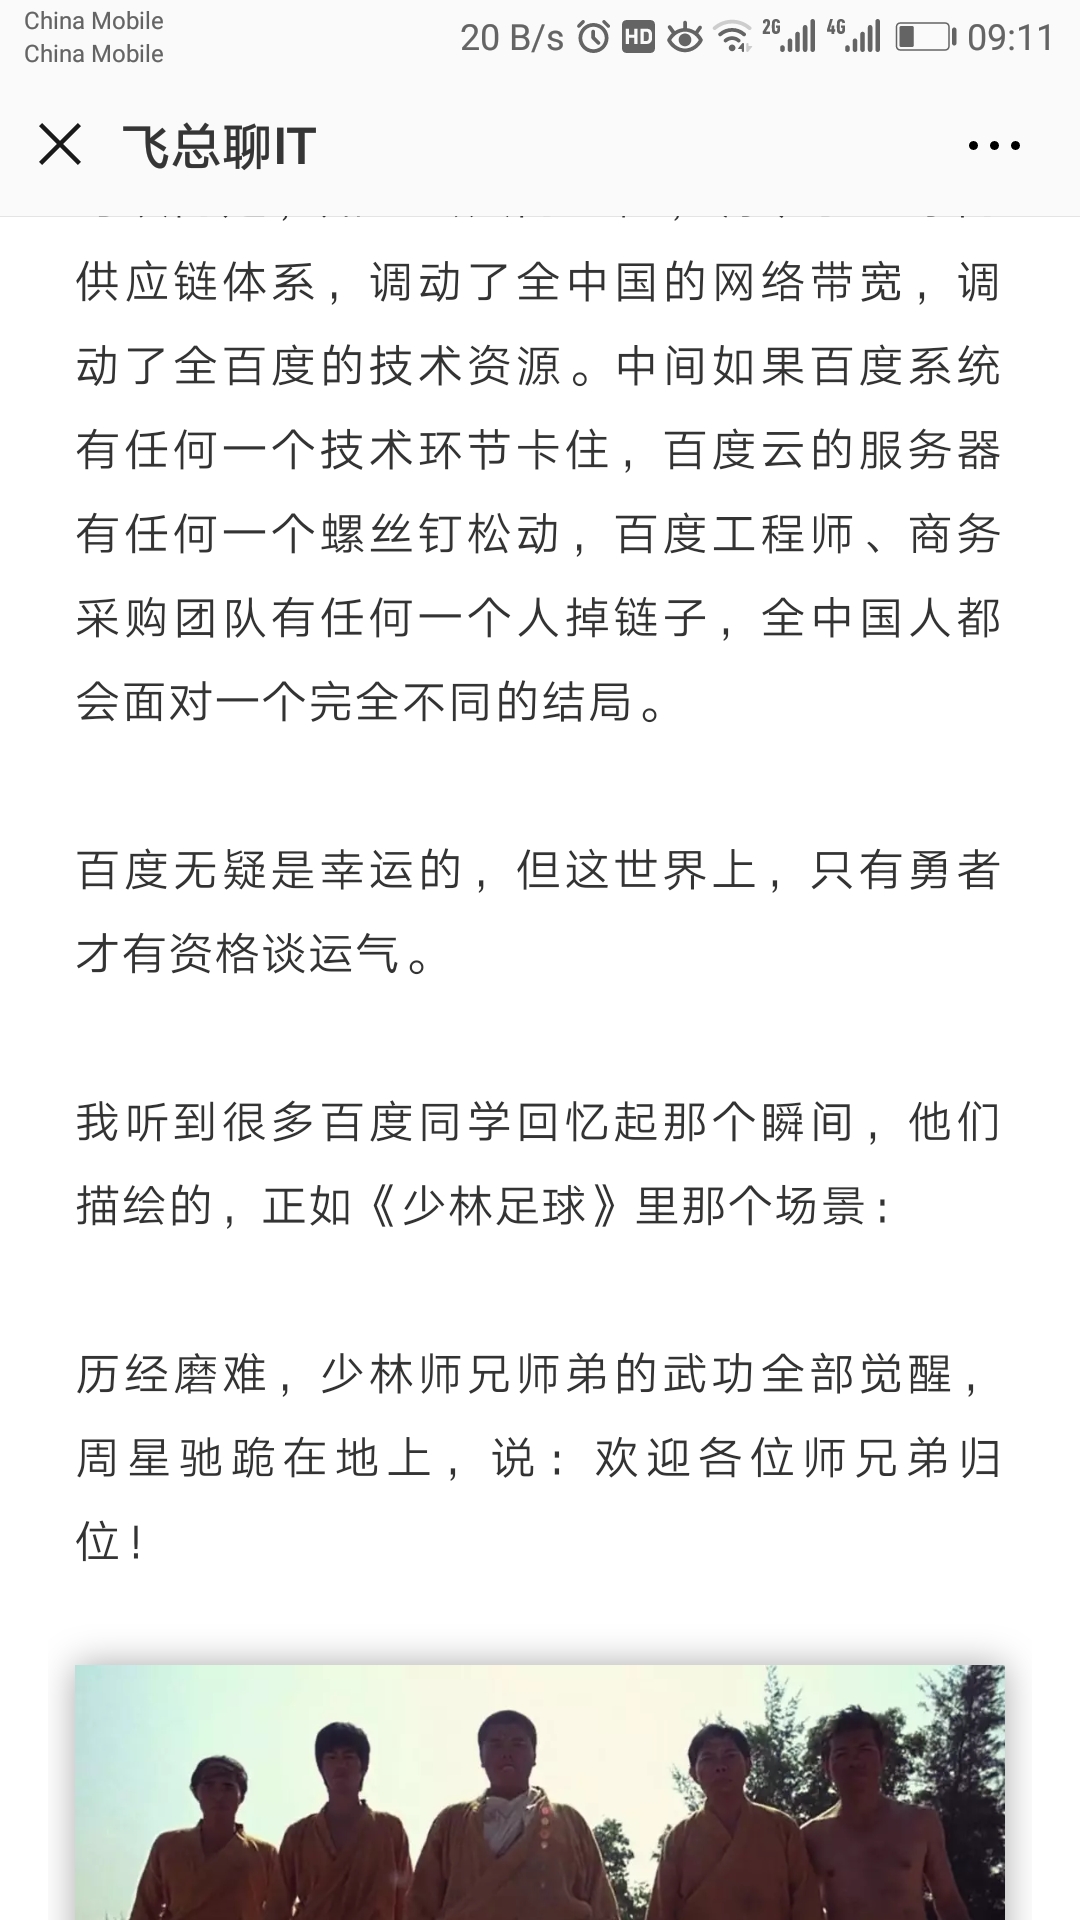 China Mobile
China Mobile
20 B/s HD 2G 4G 09:11
飞总聊IT
供应链体系，调动了全中国的网络带宽，调
动了全百度的技术资源。中间如果百度系统
有任何一个技术环节卡住，百度云的服务器
有任何一个螺丝钉松动，百度工程师、商务
采购团队有任何一个人掉链子，全中国人都
会面对一个完全不同的结局。
百度无疑是幸运的，但这世界上，只有勇者
才有资格谈运气。
我听到很多百度同学回忆起那个瞬间，他们
描绘的，正如《少林足球》里那个场景：
历经磨难，少林师兄师弟的武功全部觉醒，
周星驰跪在地上，说：欢迎各位师兄弟归
位！